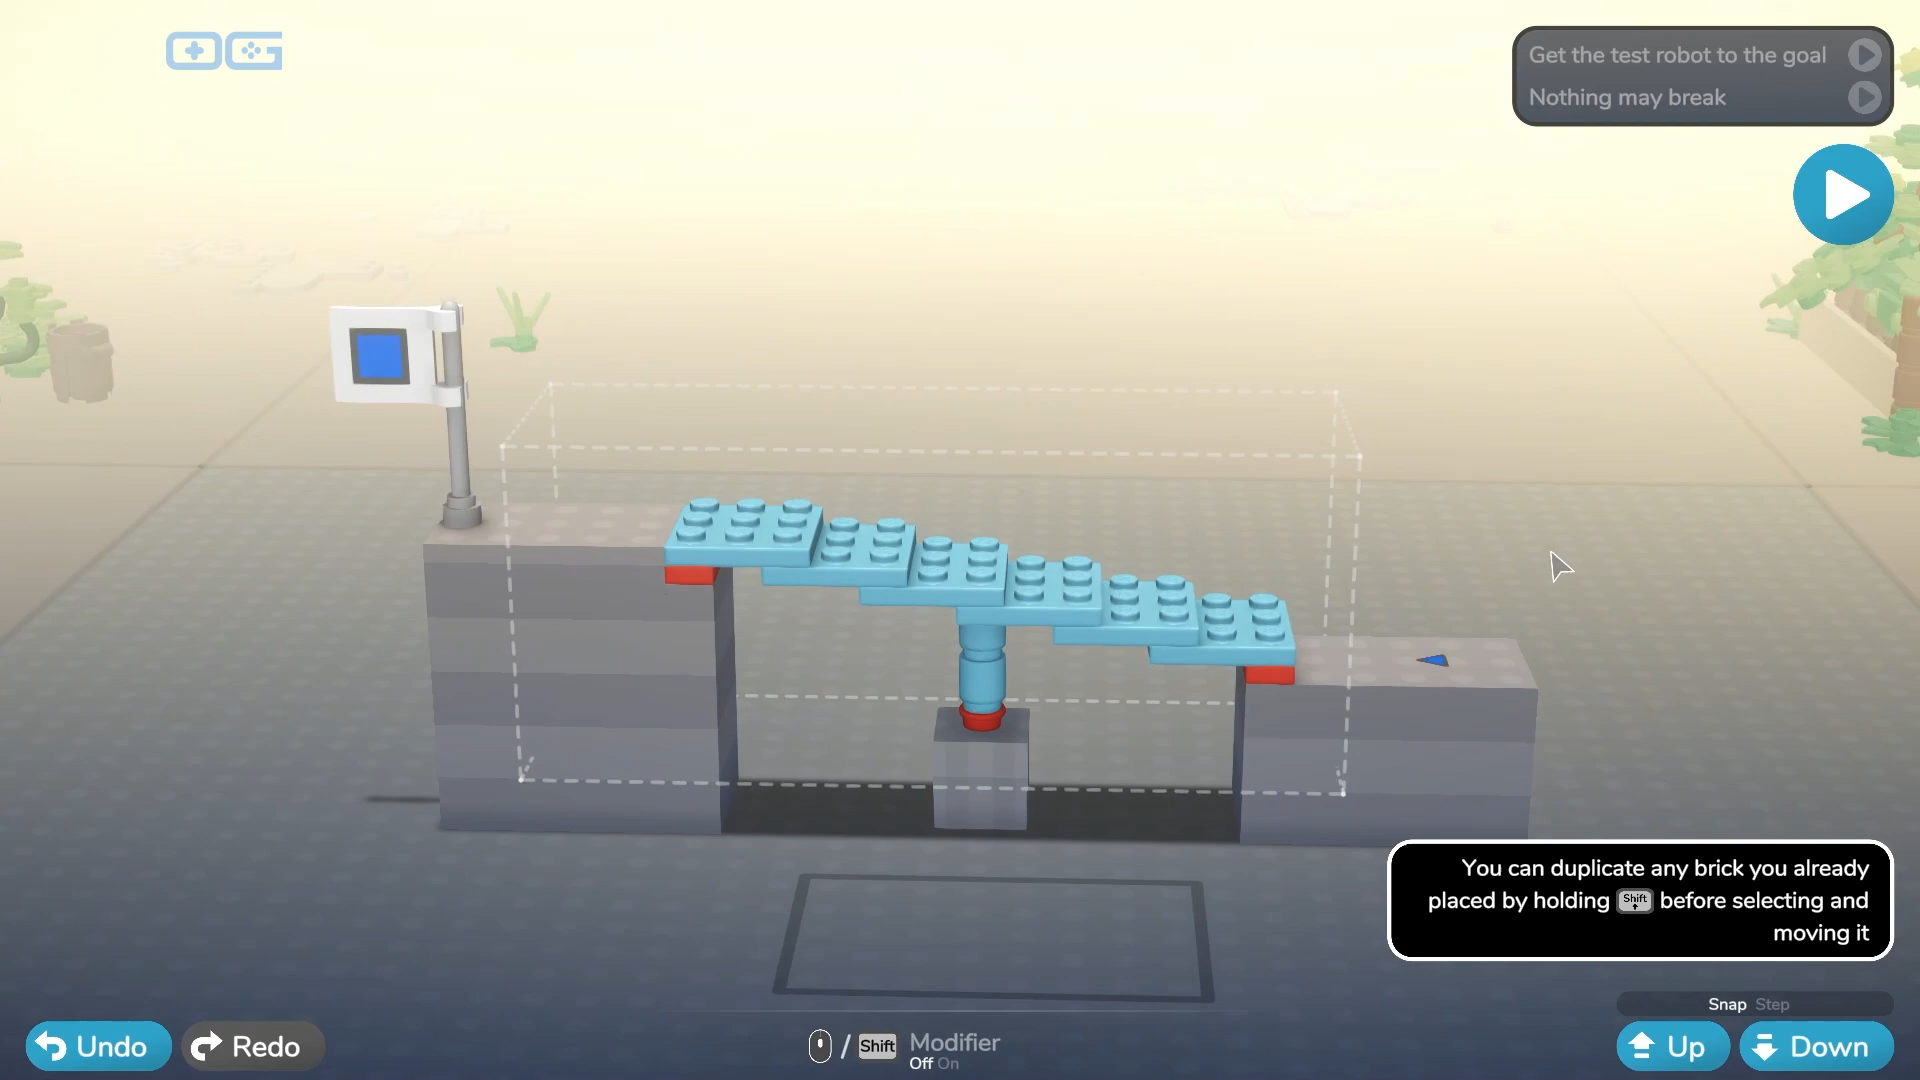 OG
Get the test robot to the goal
Nothing may break
You can duplicate any brick you already
placed by holding Shift before selecting and
moving it
Snap Step
Undo
Redo
/ Shift Modifier
Off On
Up
Down